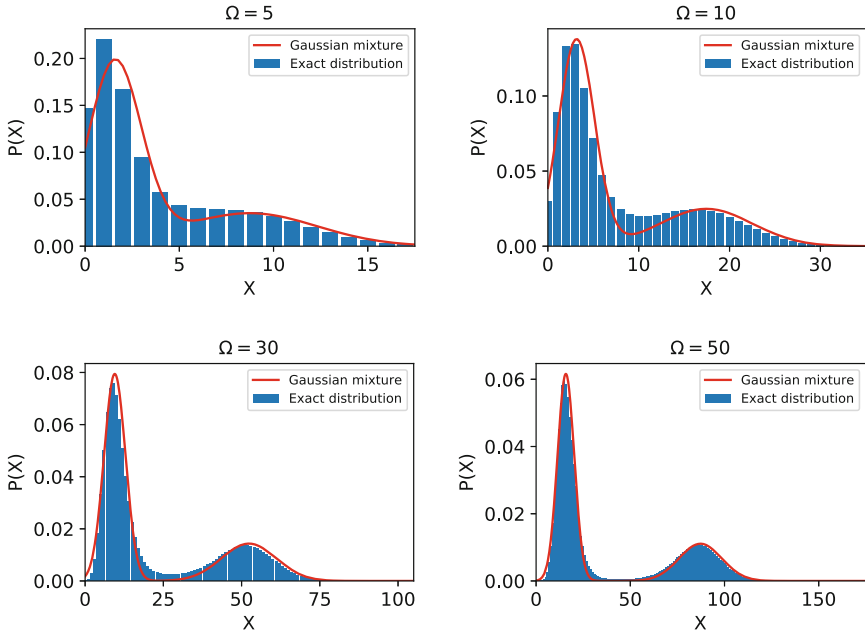 Ω = 5
Gaussian mixture
Exact distribution
P(X)
0.20
0.15
0.10
0.05
0.00
0 5 10 15
X
Ω = 10
Gaussian mixture
Exact distribution
P(X)
0.10
0.05
0.00
0 10 20 30
X
Ω = 30
Gaussian mixture
Exact distribution
P(X)
0.08
0.06
0.04
0.02
0.00
0 25 50 75 100
X
Ω = 50
Gaussian mixture
Exact distribution
P(X)
0.06
0.04
0.02
0.00
0 50 100 150
X